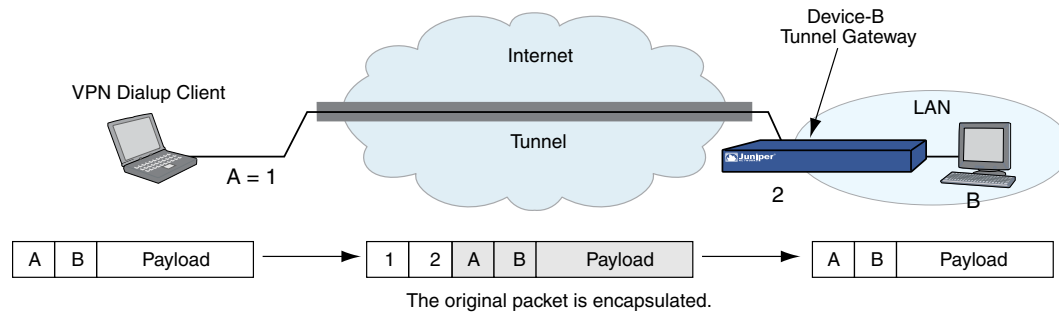 Device-B
Tunnel Gateway
Internet
VPN Dialup Client
LAN
Tunnel
Juniper
A = 1
2
B
A B Payload
1 2 A B Payload
A B Payload
The original packet is encapsulated.